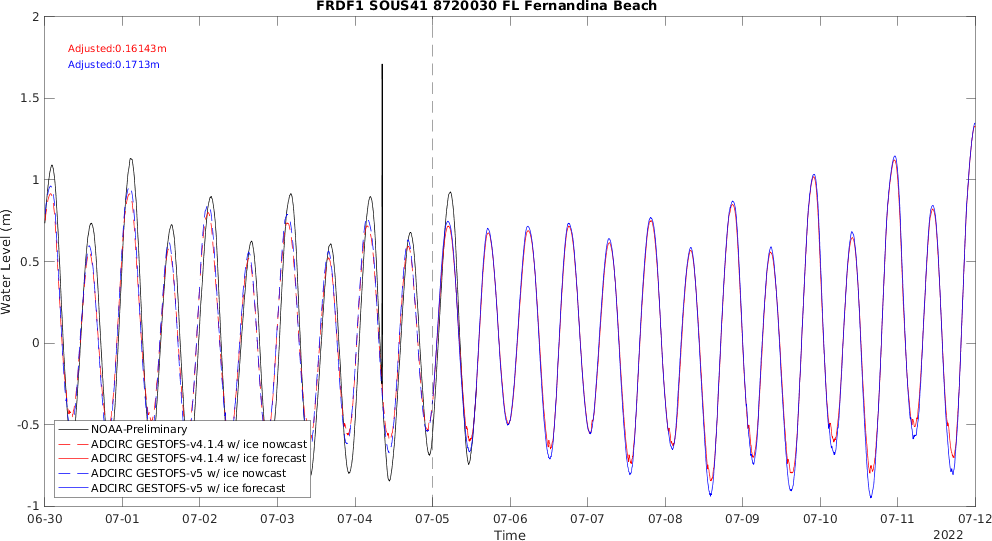 FRDF1 SOUS41 8720030 FL Fernandina Beach
Adjusted:0.16143m
Adjusted:0.1713m
Water Level (m)
2
1.5
1
0.5
0
-0.5
-1
NOAA-Preliminary
ADCIRC GESTOFS-v4.1.4 w/ ice nowcast
ADCIRC GESTOFS-v4.1.4 w/ ice forecast
ADCIRC GESTOFS-v5 w/ ice nowcast
ADCIRC GESTOFS-v5 w/ ice forecast
06-30 07-01 07-02 07-03 07-04 07-05 07-06 07-07 07-08 07-09 07-10 07-11 07-12
Time
2022